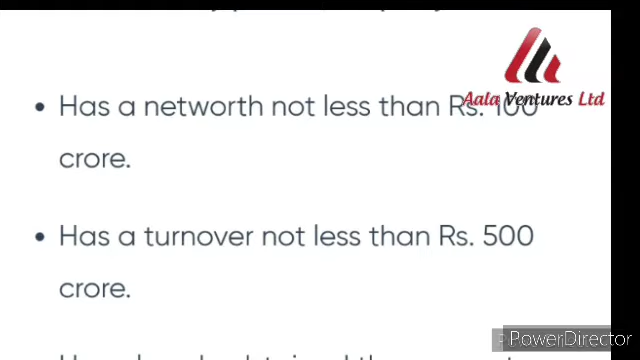 Aala Ventures Ltd
• Has a networth not less than Rs. 100
crore.
• Has a turnover not less than Rs. 500
crore.
PowerDirector